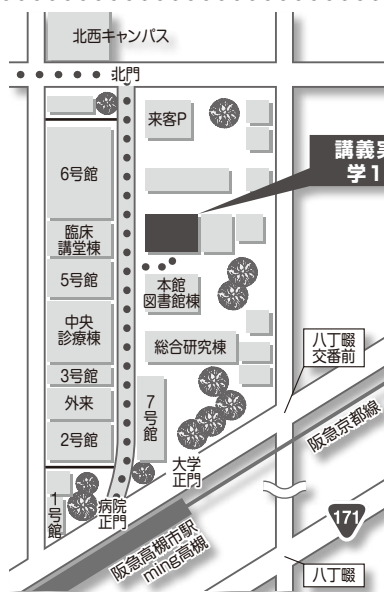 北西キャンパス
北門
来客P
講義実
学1
6号館
臨床
講堂棟
5号館
本館
図書館棟
中央
診療棟
総合研究棟
八丁畷
交番前
3号館
外来
7号館
2号館
阪急京都線
大学
正門
1号館
病院
正門
171
阪急高槻市駅
ming高槻
八丁畷